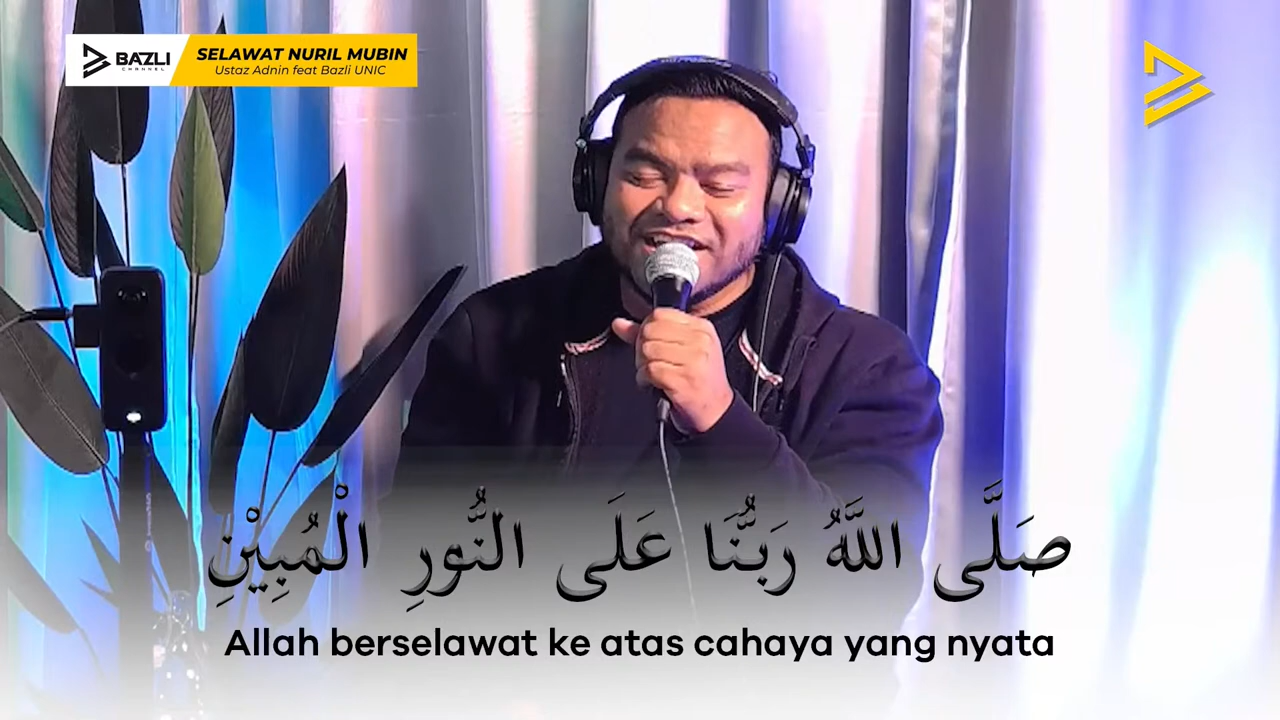 BAZLI
CHANNEL
SELAWAT NURIL MUBIN
Ustaz Adnin feat Bazli UNIC
صَلَّى اللَّهُ رَبُّنَا عَلَى النُّورِ الْمُبِيْنِ
Allah berselawat ke atas cahaya yang nyata